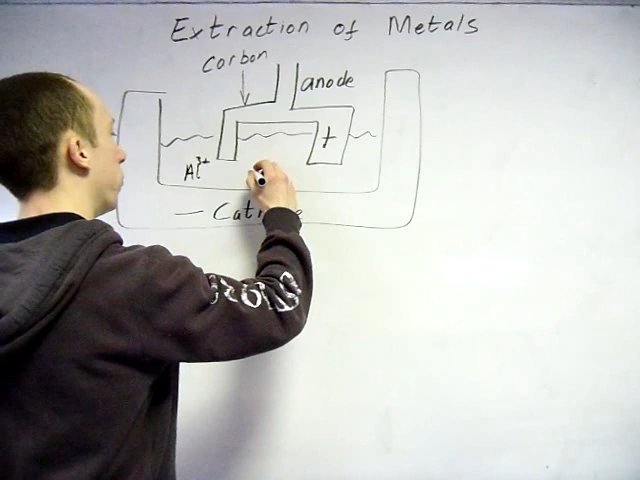 Extraction of Metals
Carbon
anode
+
Al³⁺
-